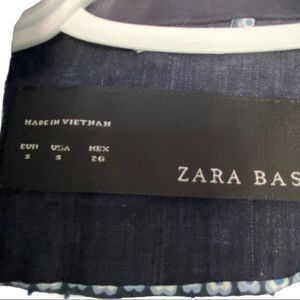 MADE IN VIETNAM
EUR USA MEX
S S 26
ZARA BAS